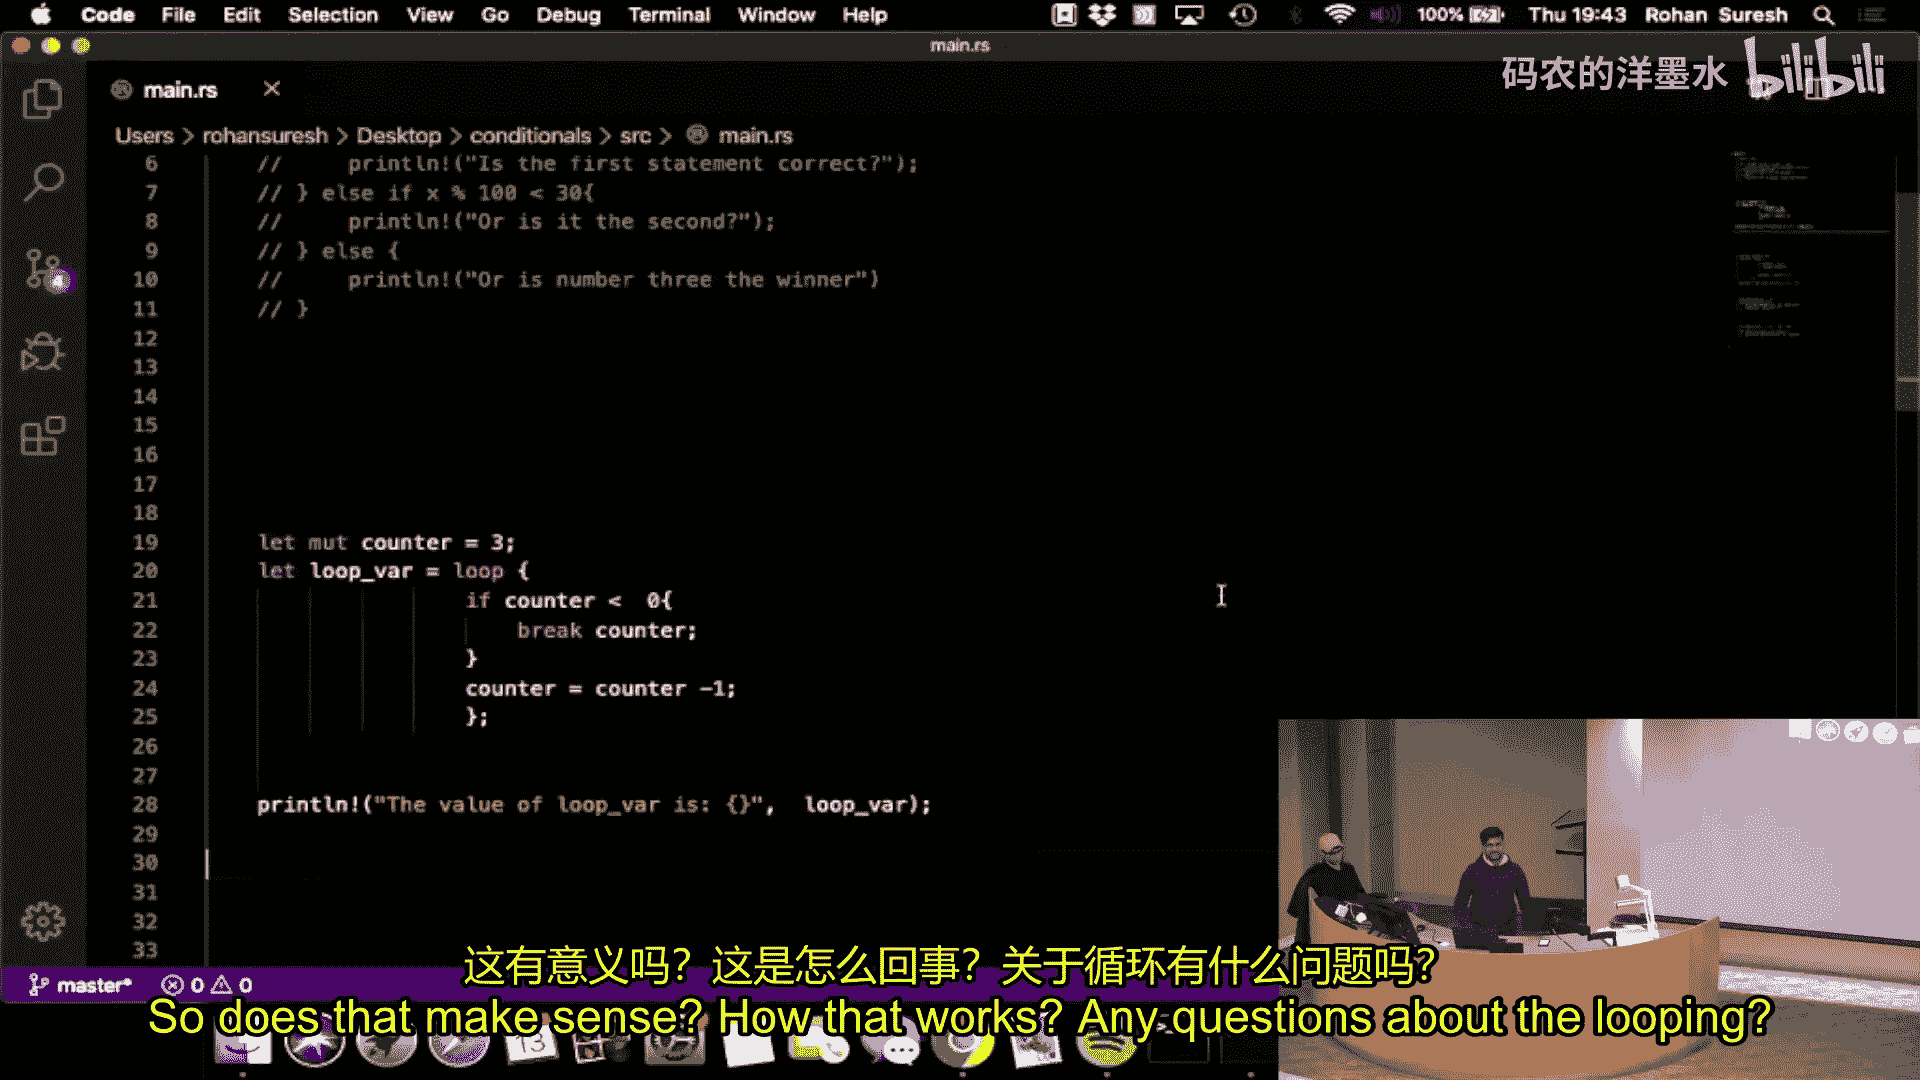 Code File Edit Selection View Go Debug Terminal Window Help 100% Thu 19:43 Rohan Suresh
main.rs
码农的洋墨水 bilibili
main.rs
Users > rohansuresh > Desktop > conditionals > src > main.rs
6 // println!("Is the first statement correct?");
7 // } else if x % 100 < 30{
8 // println!("Or is it the second?");
9 // } else {
10 // println!("Or is number three the winner")
11 // }
12
13
14
15
16
17
18
19 let mut counter = 3;
20 let loop_var = loop {
21 if counter < 0{
22 break counter;
23 }
24 counter = counter -1;
25 };
26
27
28 println!("The value of loop_var is: {}", loop_var);
29
30
31
32
33
4
master* 0 0
这有意义吗？这是怎么回事？关于循环有什么问题吗？
So does that make sense? How that works? Any questions about the looping?
13